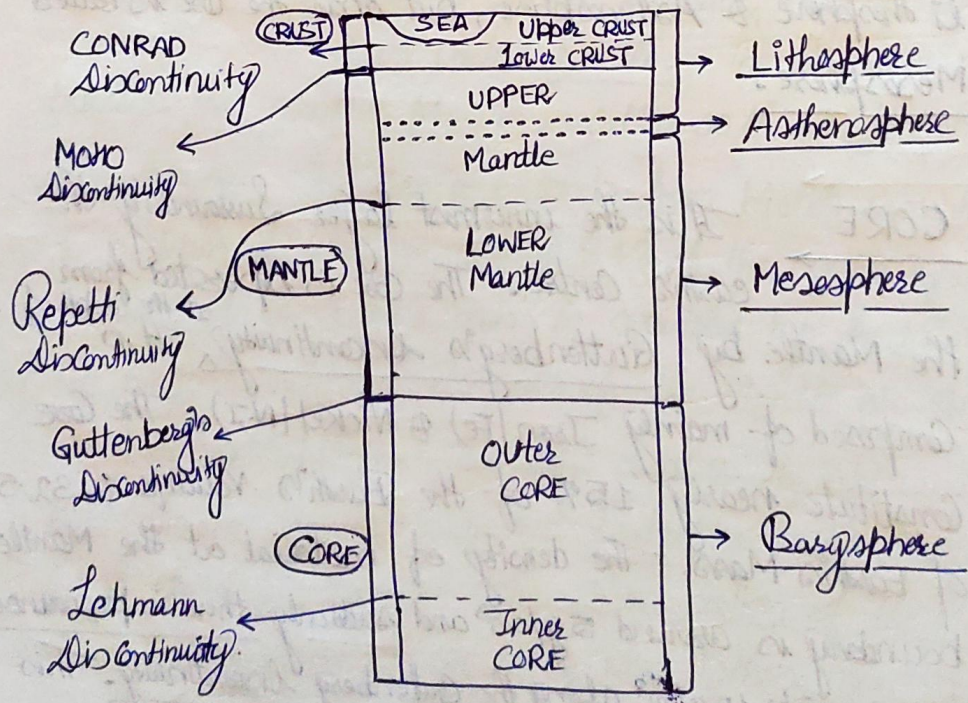 CRUST
SEA
Upper CRUST
Lower CRUST
CONRAD
Discontinuity
Lithosphere
UPPER
Mantle
Asthenosphere
MOHO
Discontinuity
LOWER
Mantle
MANTLE
Mesosphere
Repetti
Discontinuity
Guttenberg's
Discontinuity
Outer
CORE
CORE
Barysphere
Lehmann
Discontinuity.
Inner
CORE